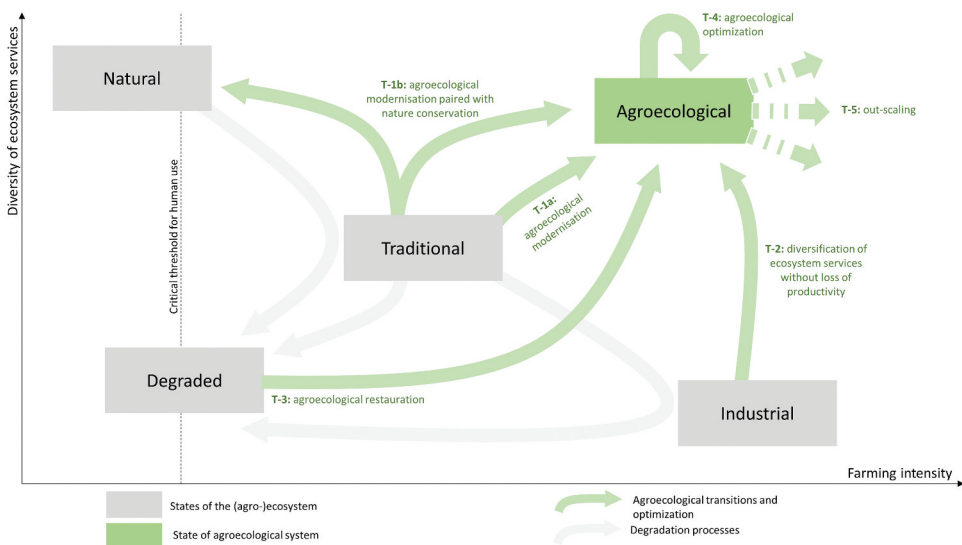 Diversity of ecosystem services
Natural
Critical threshold for human use
T-1b: agroecological
modernisation paired with
nature conservation
T-4: agroecological
optimization
Agroecological
T-5: out-scaling
T-1a:
agroecological
modernisation
Traditional
T-2: diversification of
ecosystem services
without loss of
productivity
Degraded
T-3: agroecological restauration
Industrial
Farming intensity
States of the (agro-)ecosystem
State of agroecological system
Agroecological transitions and
optimization
Degradation processes